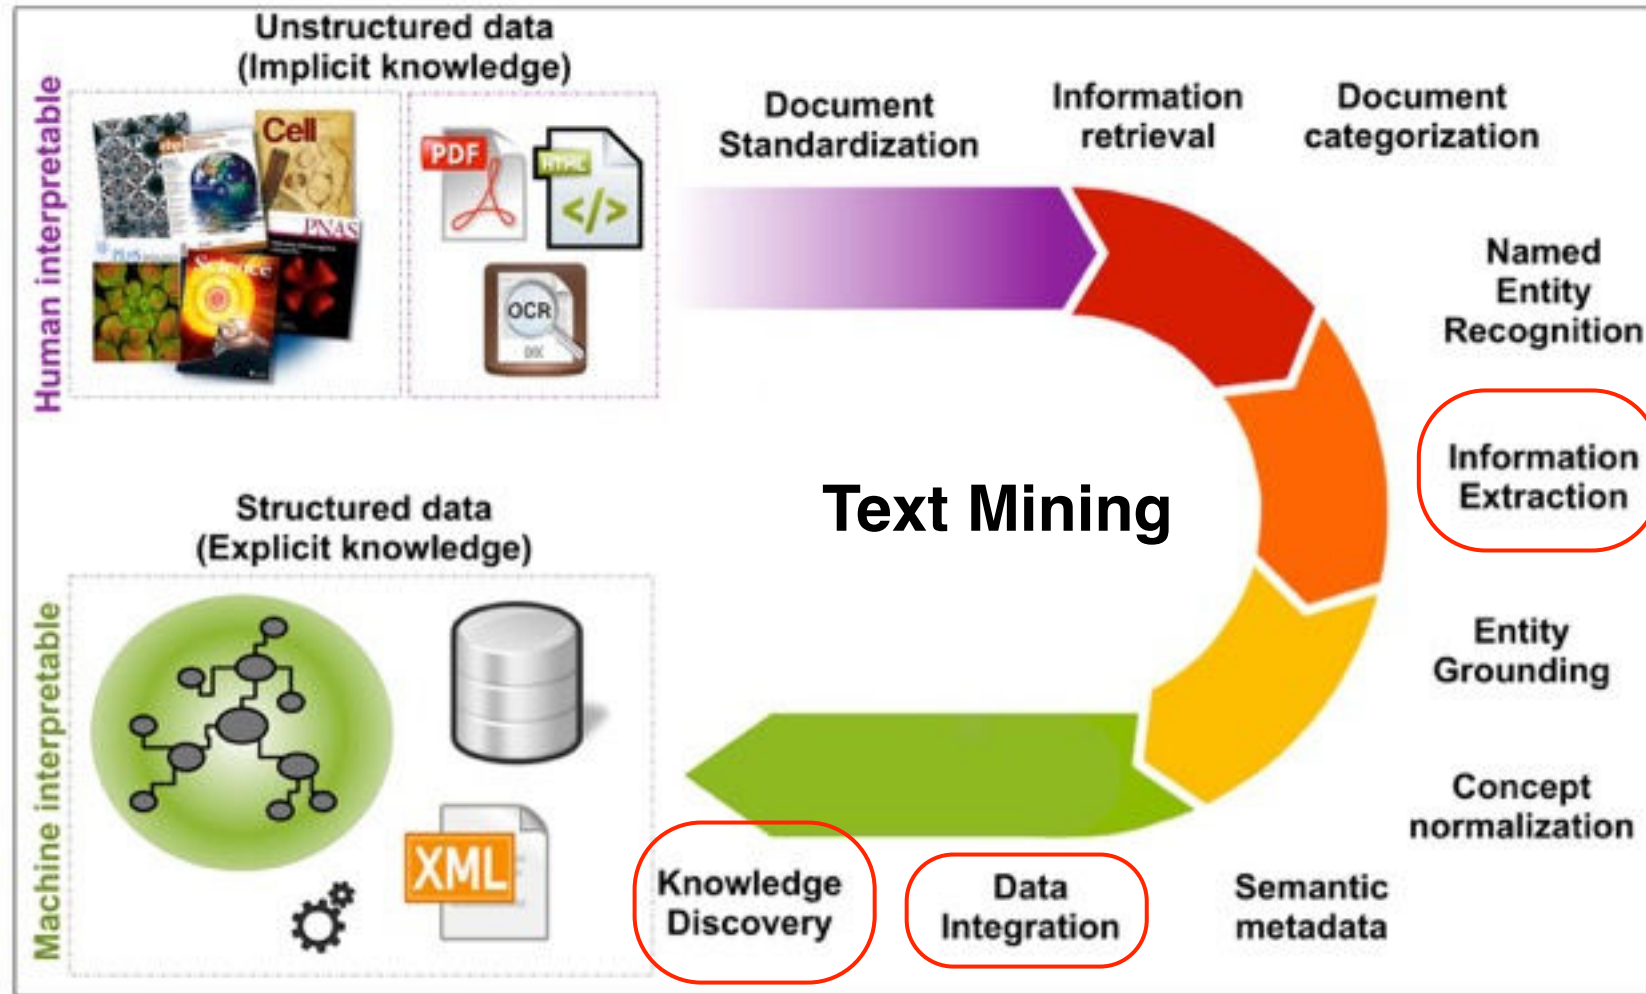 Unstructured data
(Implicit knowledge)
Human interpretable
Cell
PNAS
Science
PDF
HTML
</>
OCR
Document
Standardization
Information
retrieval
Document
categorization
Named
Entity
Recognition
Information
Extraction
Entity
Grounding
Concept
normalization
Semantic
metadata
Data
Integration
Knowledge
Discovery
Text Mining
Structured data
(Explicit knowledge)
Machine interpretable
XML